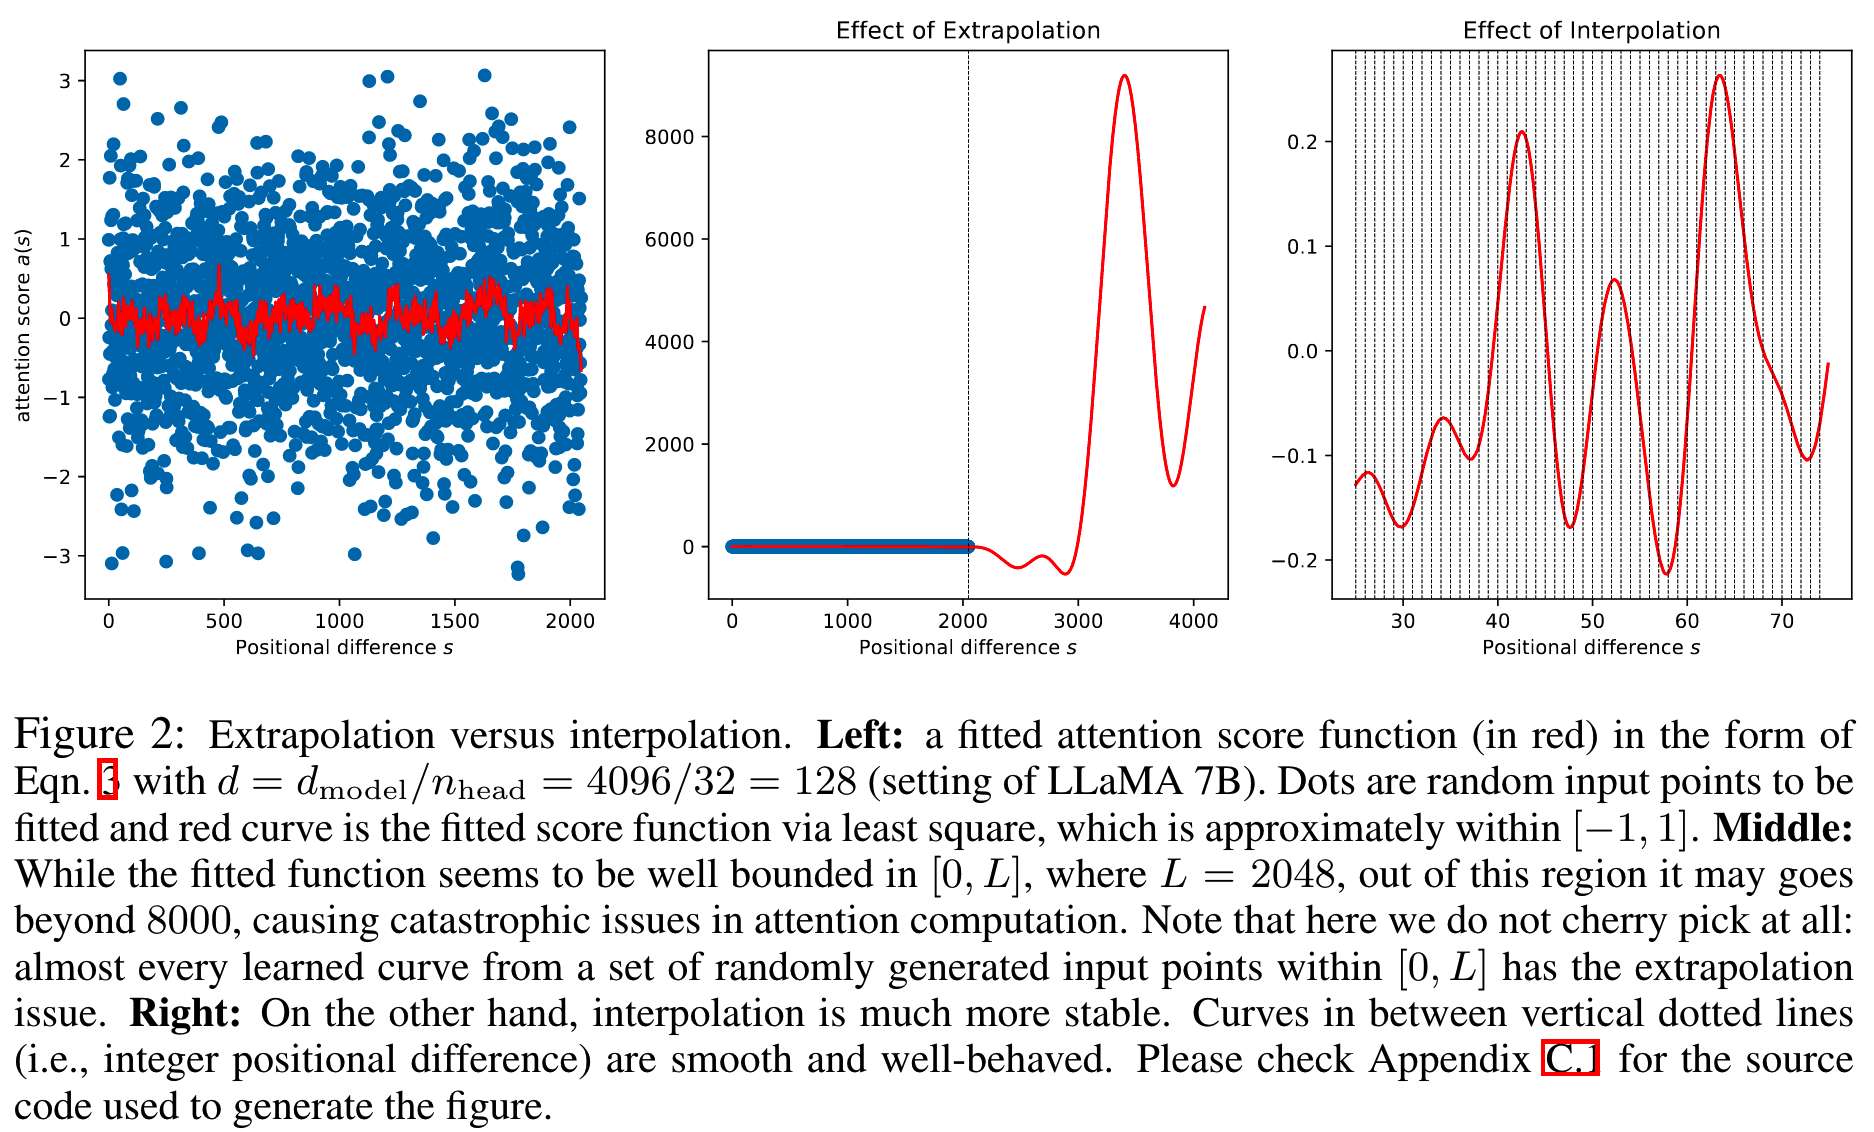 Effect of Extrapolation
Effect of Interpolation
attention score a(s)
3
2
1
0
−1
−2
−3
0 500 1000 1500 2000
Positional difference s
8000
6000
4000
2000
0
0 1000 2000 3000 4000
Positional difference s
0.2
0.1
0.0
−0.1
−0.2
30 40 50 60 70
Positional difference s
Figure 2: Extrapolation versus interpolation. Left: a fitted attention score function (in red) in the form of
Eqn. 3 with d = d_model/n_head = 4096/32 = 128 (setting of LLaMA 7B). Dots are random input points to be
fitted and red curve is the fitted score function via least square, which is approximately within [−1, 1]. Middle:
While the fitted function seems to be well bounded in [0, L], where L = 2048, out of this region it may goes
beyond 8000, causing catastrophic issues in attention computation. Note that here we do not cherry pick at all:
almost every learned curve from a set of randomly generated input points within [0, L] has the extrapolation
issue. Right: On the other hand, interpolation is much more stable. Curves in between vertical dotted lines
(i.e., integer positional difference) are smooth and well-behaved. Please check Appendix C.1 for the source
code used to generate the figure.